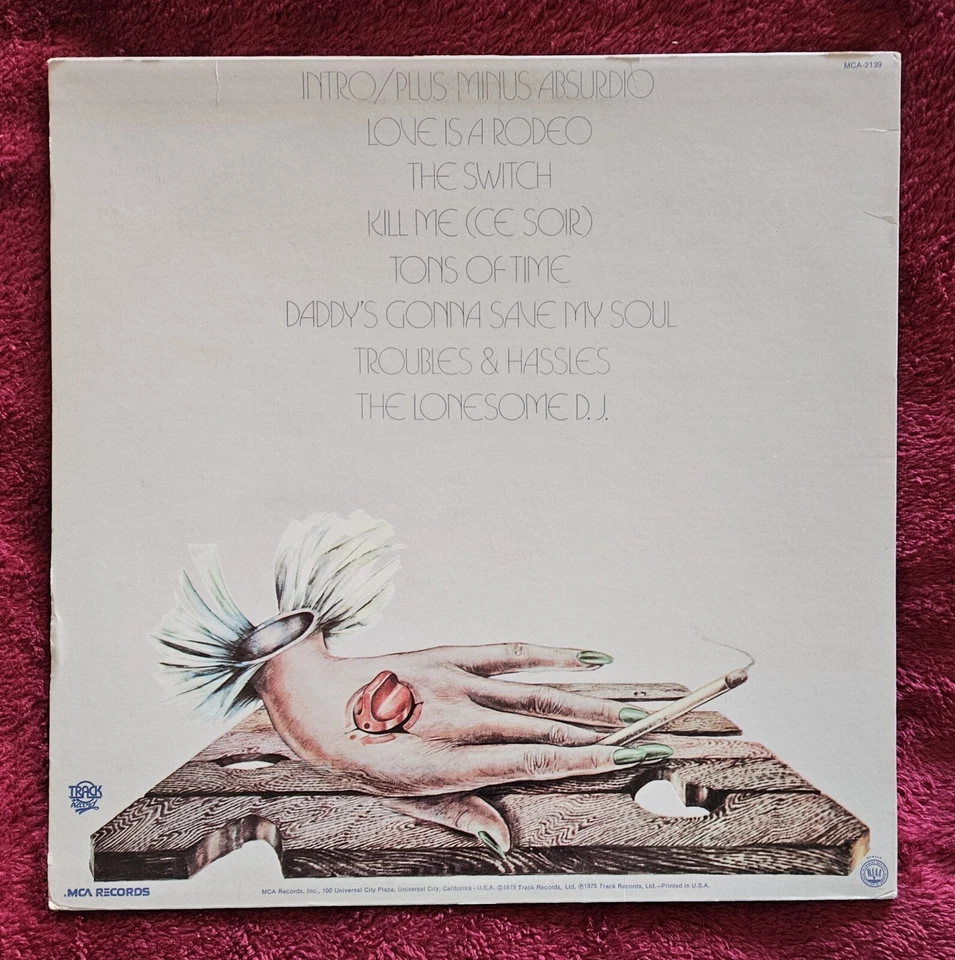 MCA-2139
INTRO/PLUS MINUS ABSURDIO
LOVE IS A RODEO
THE SWITCH
KILL ME (CE SOIR)
TONS OF TIME
DADDY'S GONNA SAVE MY SOUL
TROUBLES & HASSLES
THE LONESOME D.J.
TRACK
Record
MCA RECORDS
MCA Records, Inc., 100 Universal City Plaza, Universal City, California - U.S.A. ©1975 Track Records, Ltd. ℗1975 Track Records, Ltd.—Printed in U.S.A.